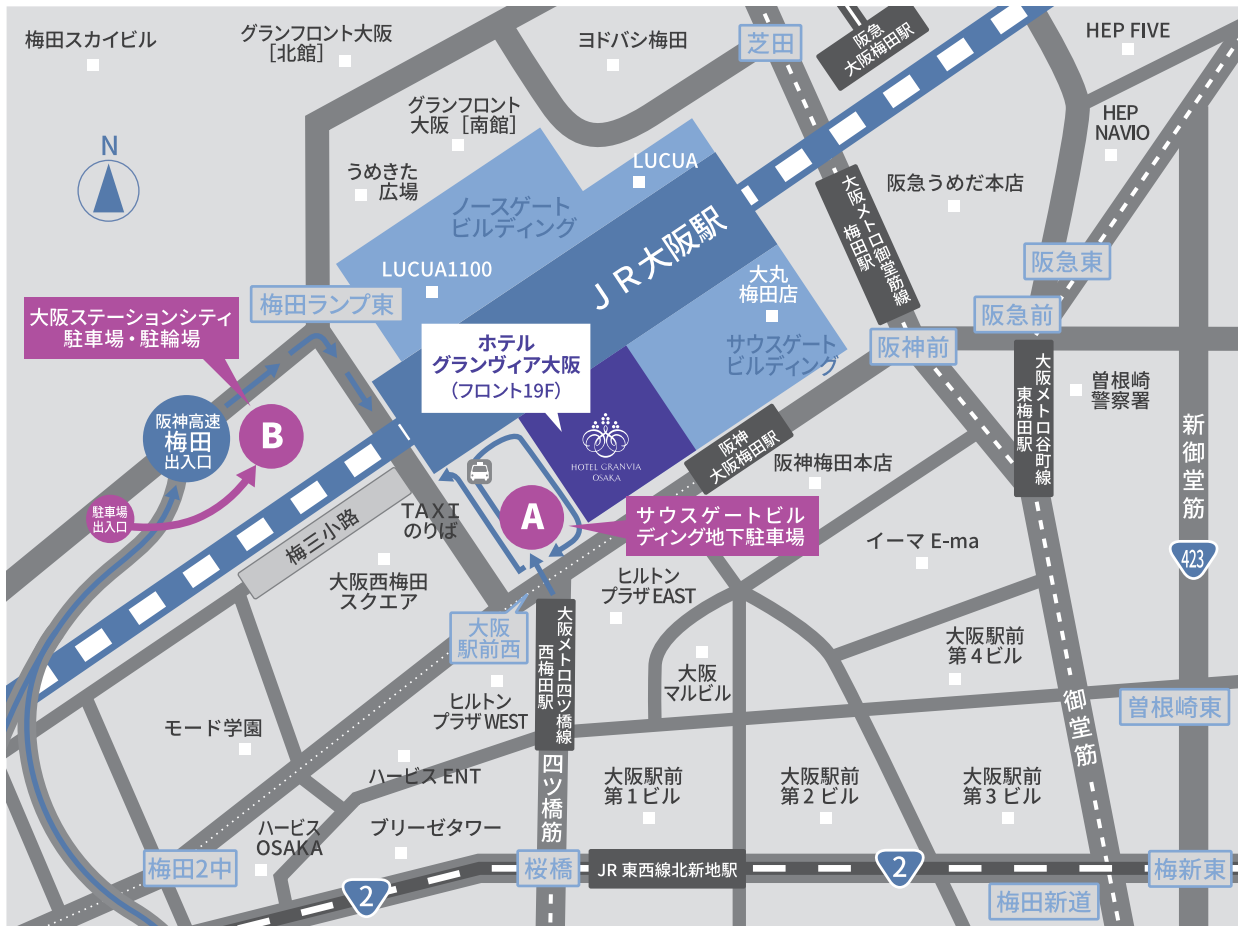 梅田スカイビル
グランフロント大阪
［北館］
ヨドバシ梅田
芝田
阪急
大阪梅田駅
HEP FIVE
グランフロント
大阪［南館］
HEP
NAVIO
N
うめきた
広場
LUCUA
ノースゲート
ビルディング
LUCUA1100
ＪＲ大阪駅
大阪メトロ御堂筋線
梅田駅
阪急うめだ本店
阪急東
大丸
梅田店
サウスゲート
ビルディング
梅田ランプ東
大阪ステーションシティ
駐車場・駐輪場
ホテル
グランヴィア大阪
（フロント19F）
阪神前
阪急前
大阪メトロ谷町線
東梅田駅
曽根崎
警察署
新御堂筋
阪神高速
梅田
出入口
B
HOTEL GRANVIA
OSAKA
阪神
大阪梅田駅
阪神梅田本店
駐車場
出入口
梅三小路
TAXI
のりば
A
サウスゲートビル
ディング地下駐車場
イーマ E-ma
423
大阪西梅田
スクエア
ヒルトン
プラザEAST
大阪
駅前西
大阪メトロ四ツ橋線
西梅田駅
大阪駅前
第４ビル
大阪
マルビル
ヒルトン
プラザWEST
曽根崎東
御堂筋
モード学園
ハービス ENT
四ツ橋筋
大阪駅前
第１ビル
大阪駅前
第２ビル
大阪駅前
第３ビル
ハービス
OSAKA
ブリーゼタワー
梅田2中
桜橋
JR 東西線北新地駅
2
梅新東
2
梅田新道